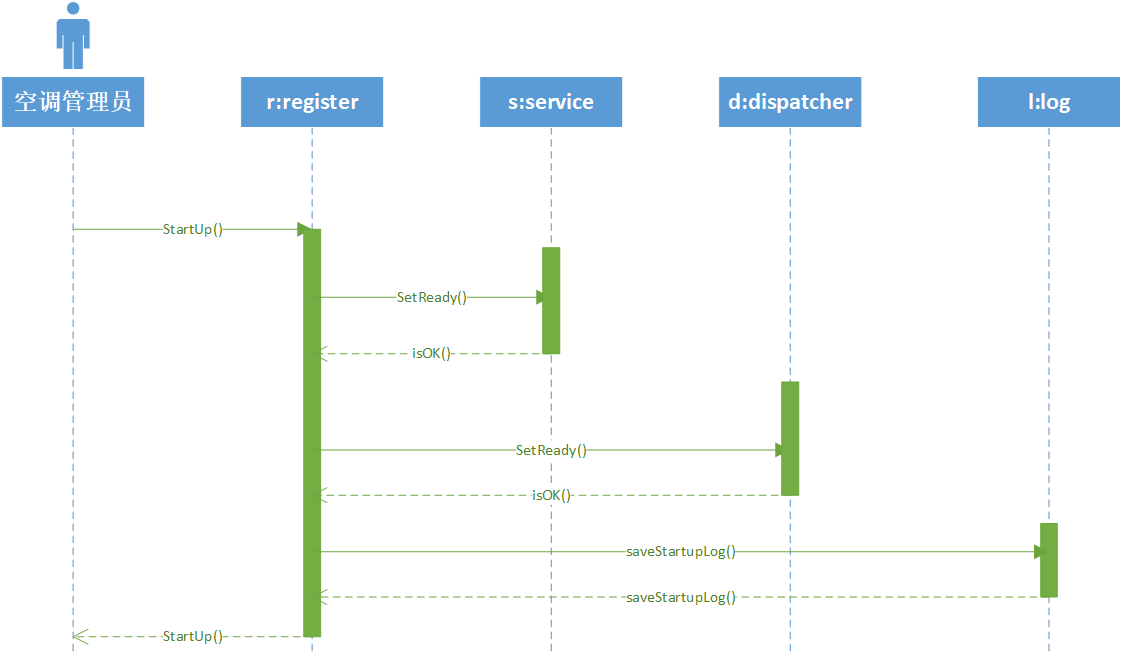 空调管理员
r:register
s:service
d:dispatcher
l:log
StartUp()
SetReady()
isOK()
SetReady()
isOK()
saveStartupLog()
saveStartupLog()
StartUp()